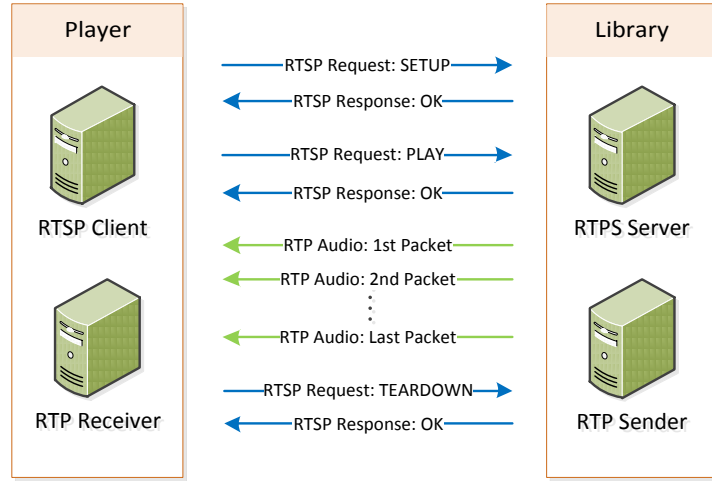 Player
Library
RTSP Request: SETUP
RTSP Response: OK
RTSP Request: PLAY
RTSP Response: OK
RTSP Client
RTPS Server
RTP Audio: 1st Packet
RTP Audio: 2nd Packet
RTP Audio: Last Packet
RTSP Request: TEARDOWN
RTSP Response: OK
RTP Receiver
RTP Sender